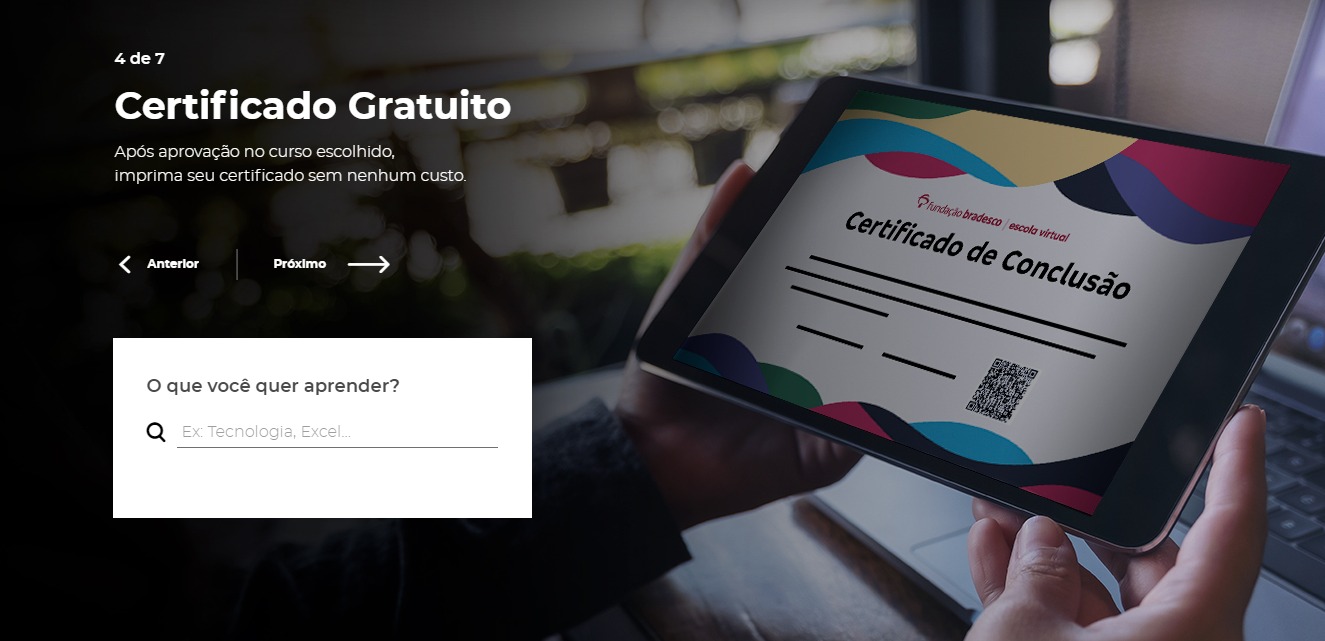 4 de 7
Certificado Gratuito
Após aprovação no curso escolhido,
imprima seu certificado sem nenhum custo.
Anterior
Próximo
O que você quer aprender?
Ex: Tecnologia, Excel...
fundação bradesco | escola virtual
Certificado de Conclusão